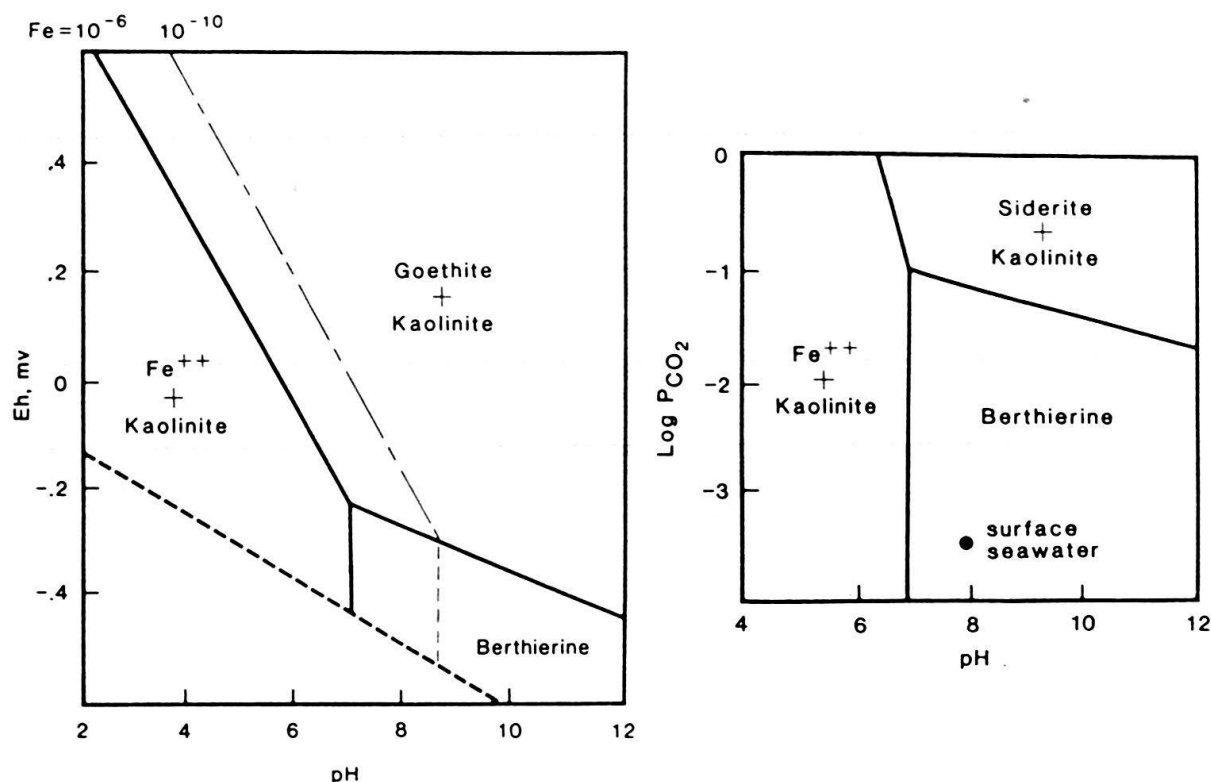 Fe=10⁻⁶ 10⁻¹⁰
.4
.2
0
-.2
-.4
Eh, mv
Goethite
+
Kaolinite
Fe⁺⁺
+
Kaolinite
Berthierine
2 4 6 8 10 12
pH
0
-1
-2
-3
Log PCO₂
Siderite
+
Kaolinite
Fe⁺⁺
+
Kaolinite
Berthierine
surface
seawater
4 6 8 10 12
pH